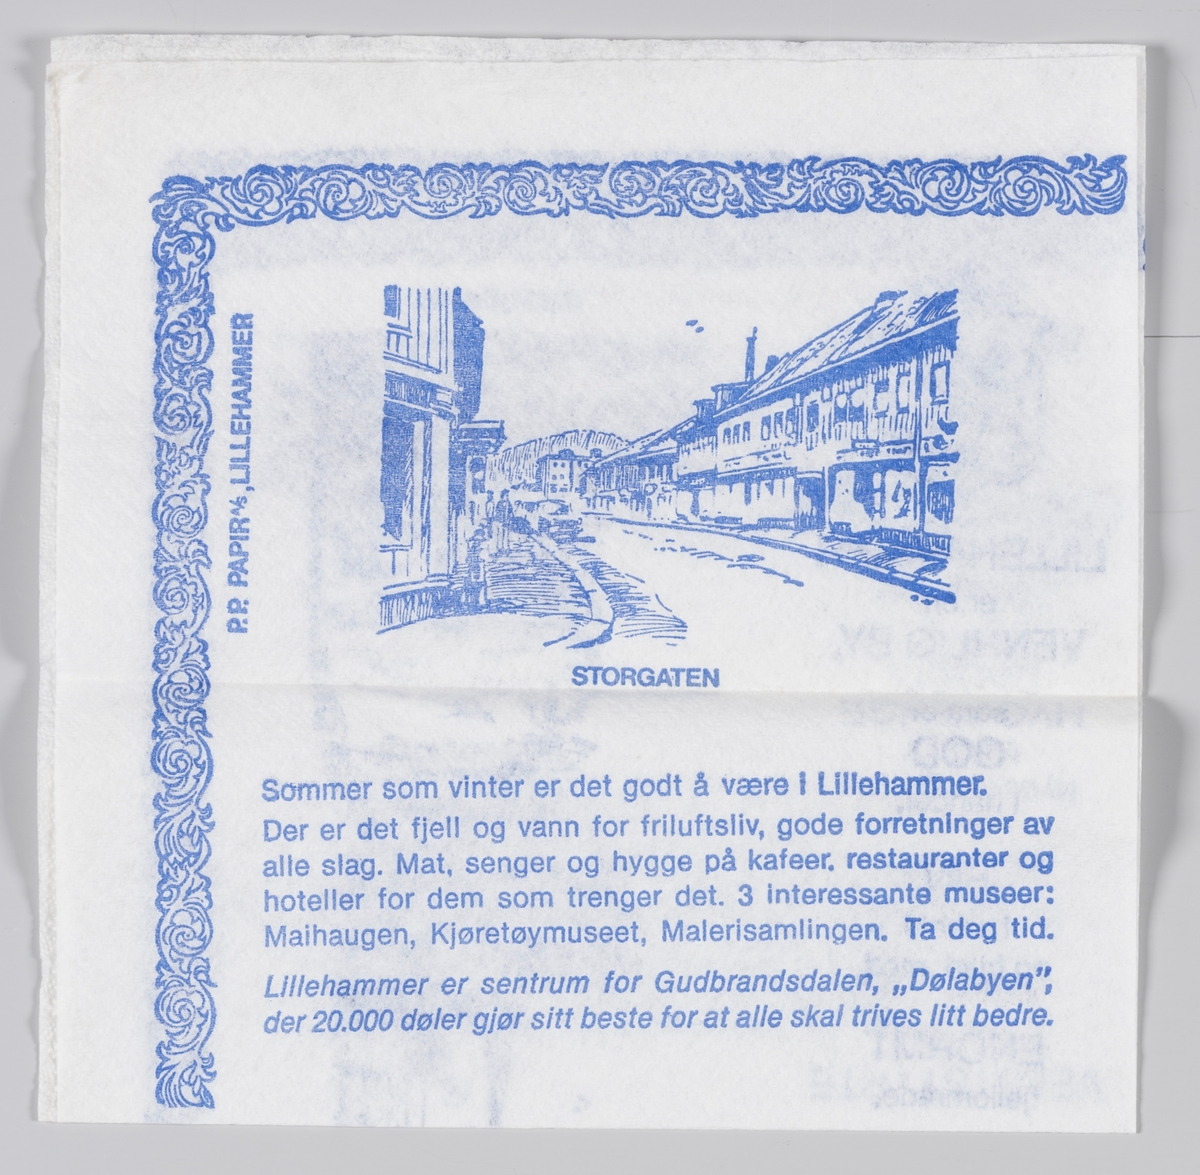 P.P. PAPIR A/S, LILLEHAMMER
STORGATEN
Sommer som vinter er det godt å være i Lillehammer.
Der er det fjell og vann for friluftsliv, gode forretninger av
alle slag. Mat, senger og hygge på kafeer, restauranter og
hoteller for dem som trenger det. 3 interessante museer:
Maihaugen, Kjøretøymuseet, Malerisamlingen. Ta deg tid.
Lillehammer er sentrum for Gudbrandsdalen, „Dølabyen”,
der 20.000 døler gjør sitt beste for at alle skal trives litt bedre.